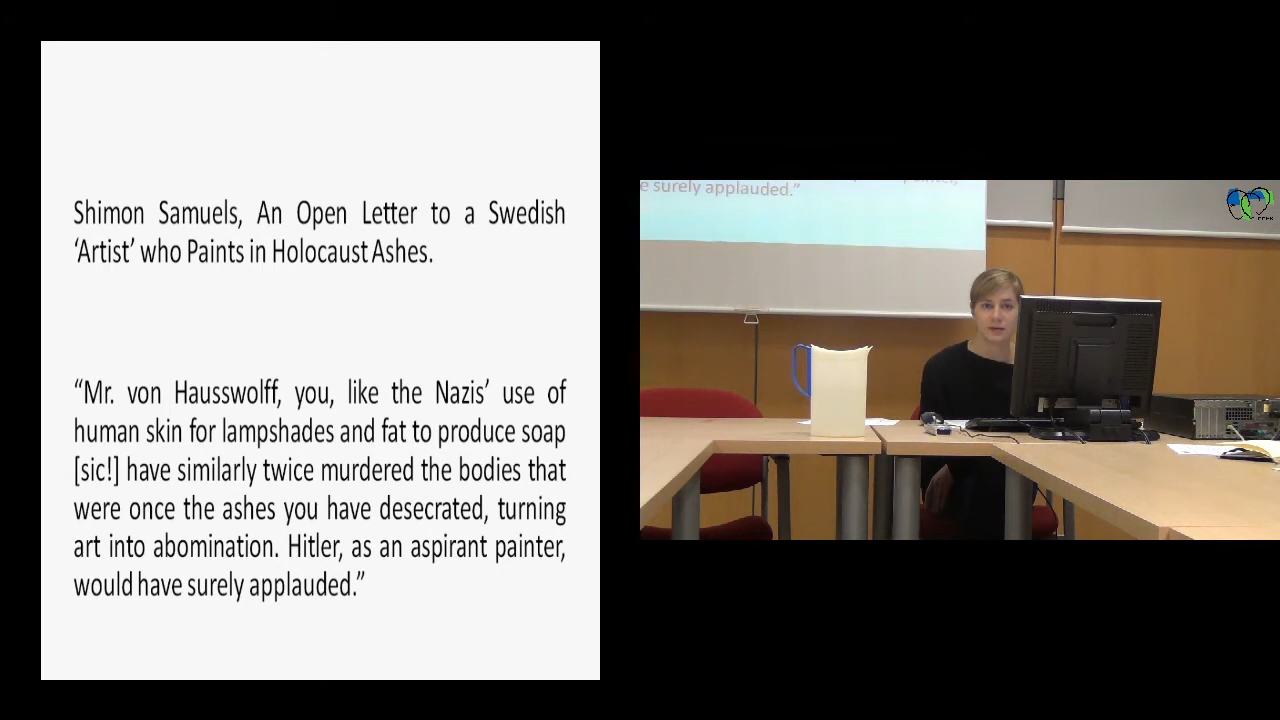 Shimon Samuels, An Open Letter to a Swedish
‘Artist’ who Paints in Holocaust Ashes.
“Mr. von Hausswolff, you, like the Nazis’ use of
human skin for lampshades and fat to produce soap
[sic!] have similarly twice murdered the bodies that
were once the ashes you have desecrated, turning
art into abomination. Hitler, as an aspirant painter,
would have surely applauded.”
surely applauded.”